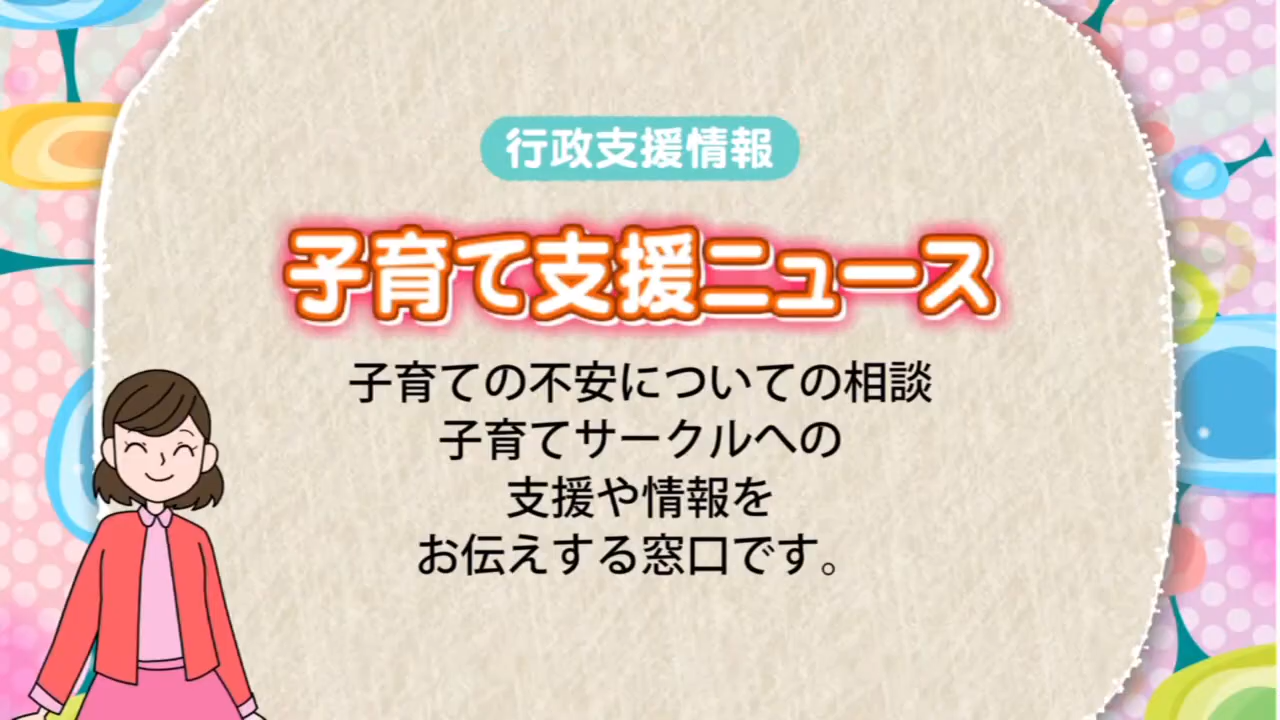 行政支援情報
子育て支援ニュース
子育ての不安についての相談
子育てサークルへの
支援や情報を
お伝えする窓口です。